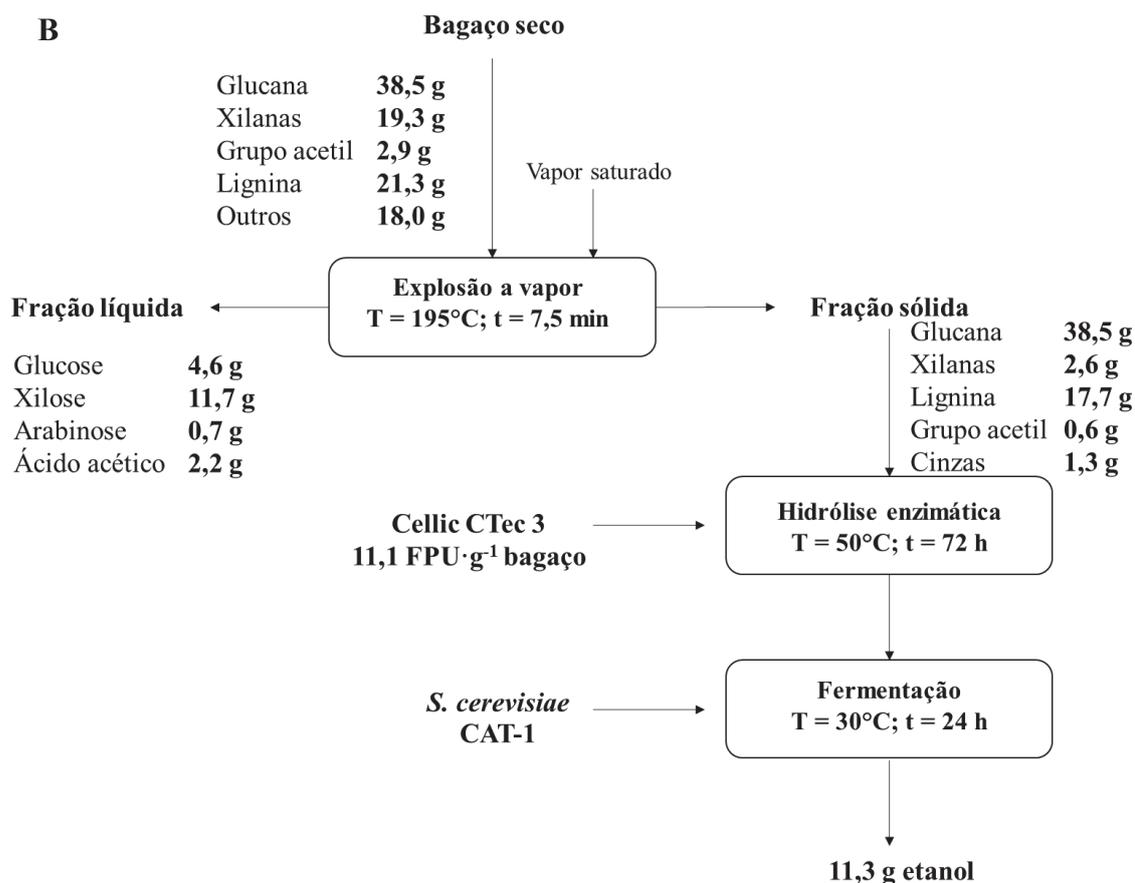 B
Bagaço seco
Glucana 38,5 g
Xilanas 19,3 g
Grupo acetil 2,9 g
Lignina 21,3 g
Outros 18,0 g
Vapor saturado
Explosão a vapor
T = 195°C; t = 7,5 min
Fração líquida
Glucose 4,6 g
Xilose 11,7 g
Arabinose 0,7 g
Ácido acético 2,2 g
Fração sólida
Glucana 38,5 g
Xilanas 2,6 g
Lignina 17,7 g
Grupo acetil 0,6 g
Cinzas 1,3 g
Cellic CTec 3
11,1 FPU·g⁻¹ bagaço
Hidrólise enzimática
T = 50°C; t = 72 h
S. cerevisiae
CAT-1
Fermentação
T = 30°C; t = 24 h
11,3 g etanol